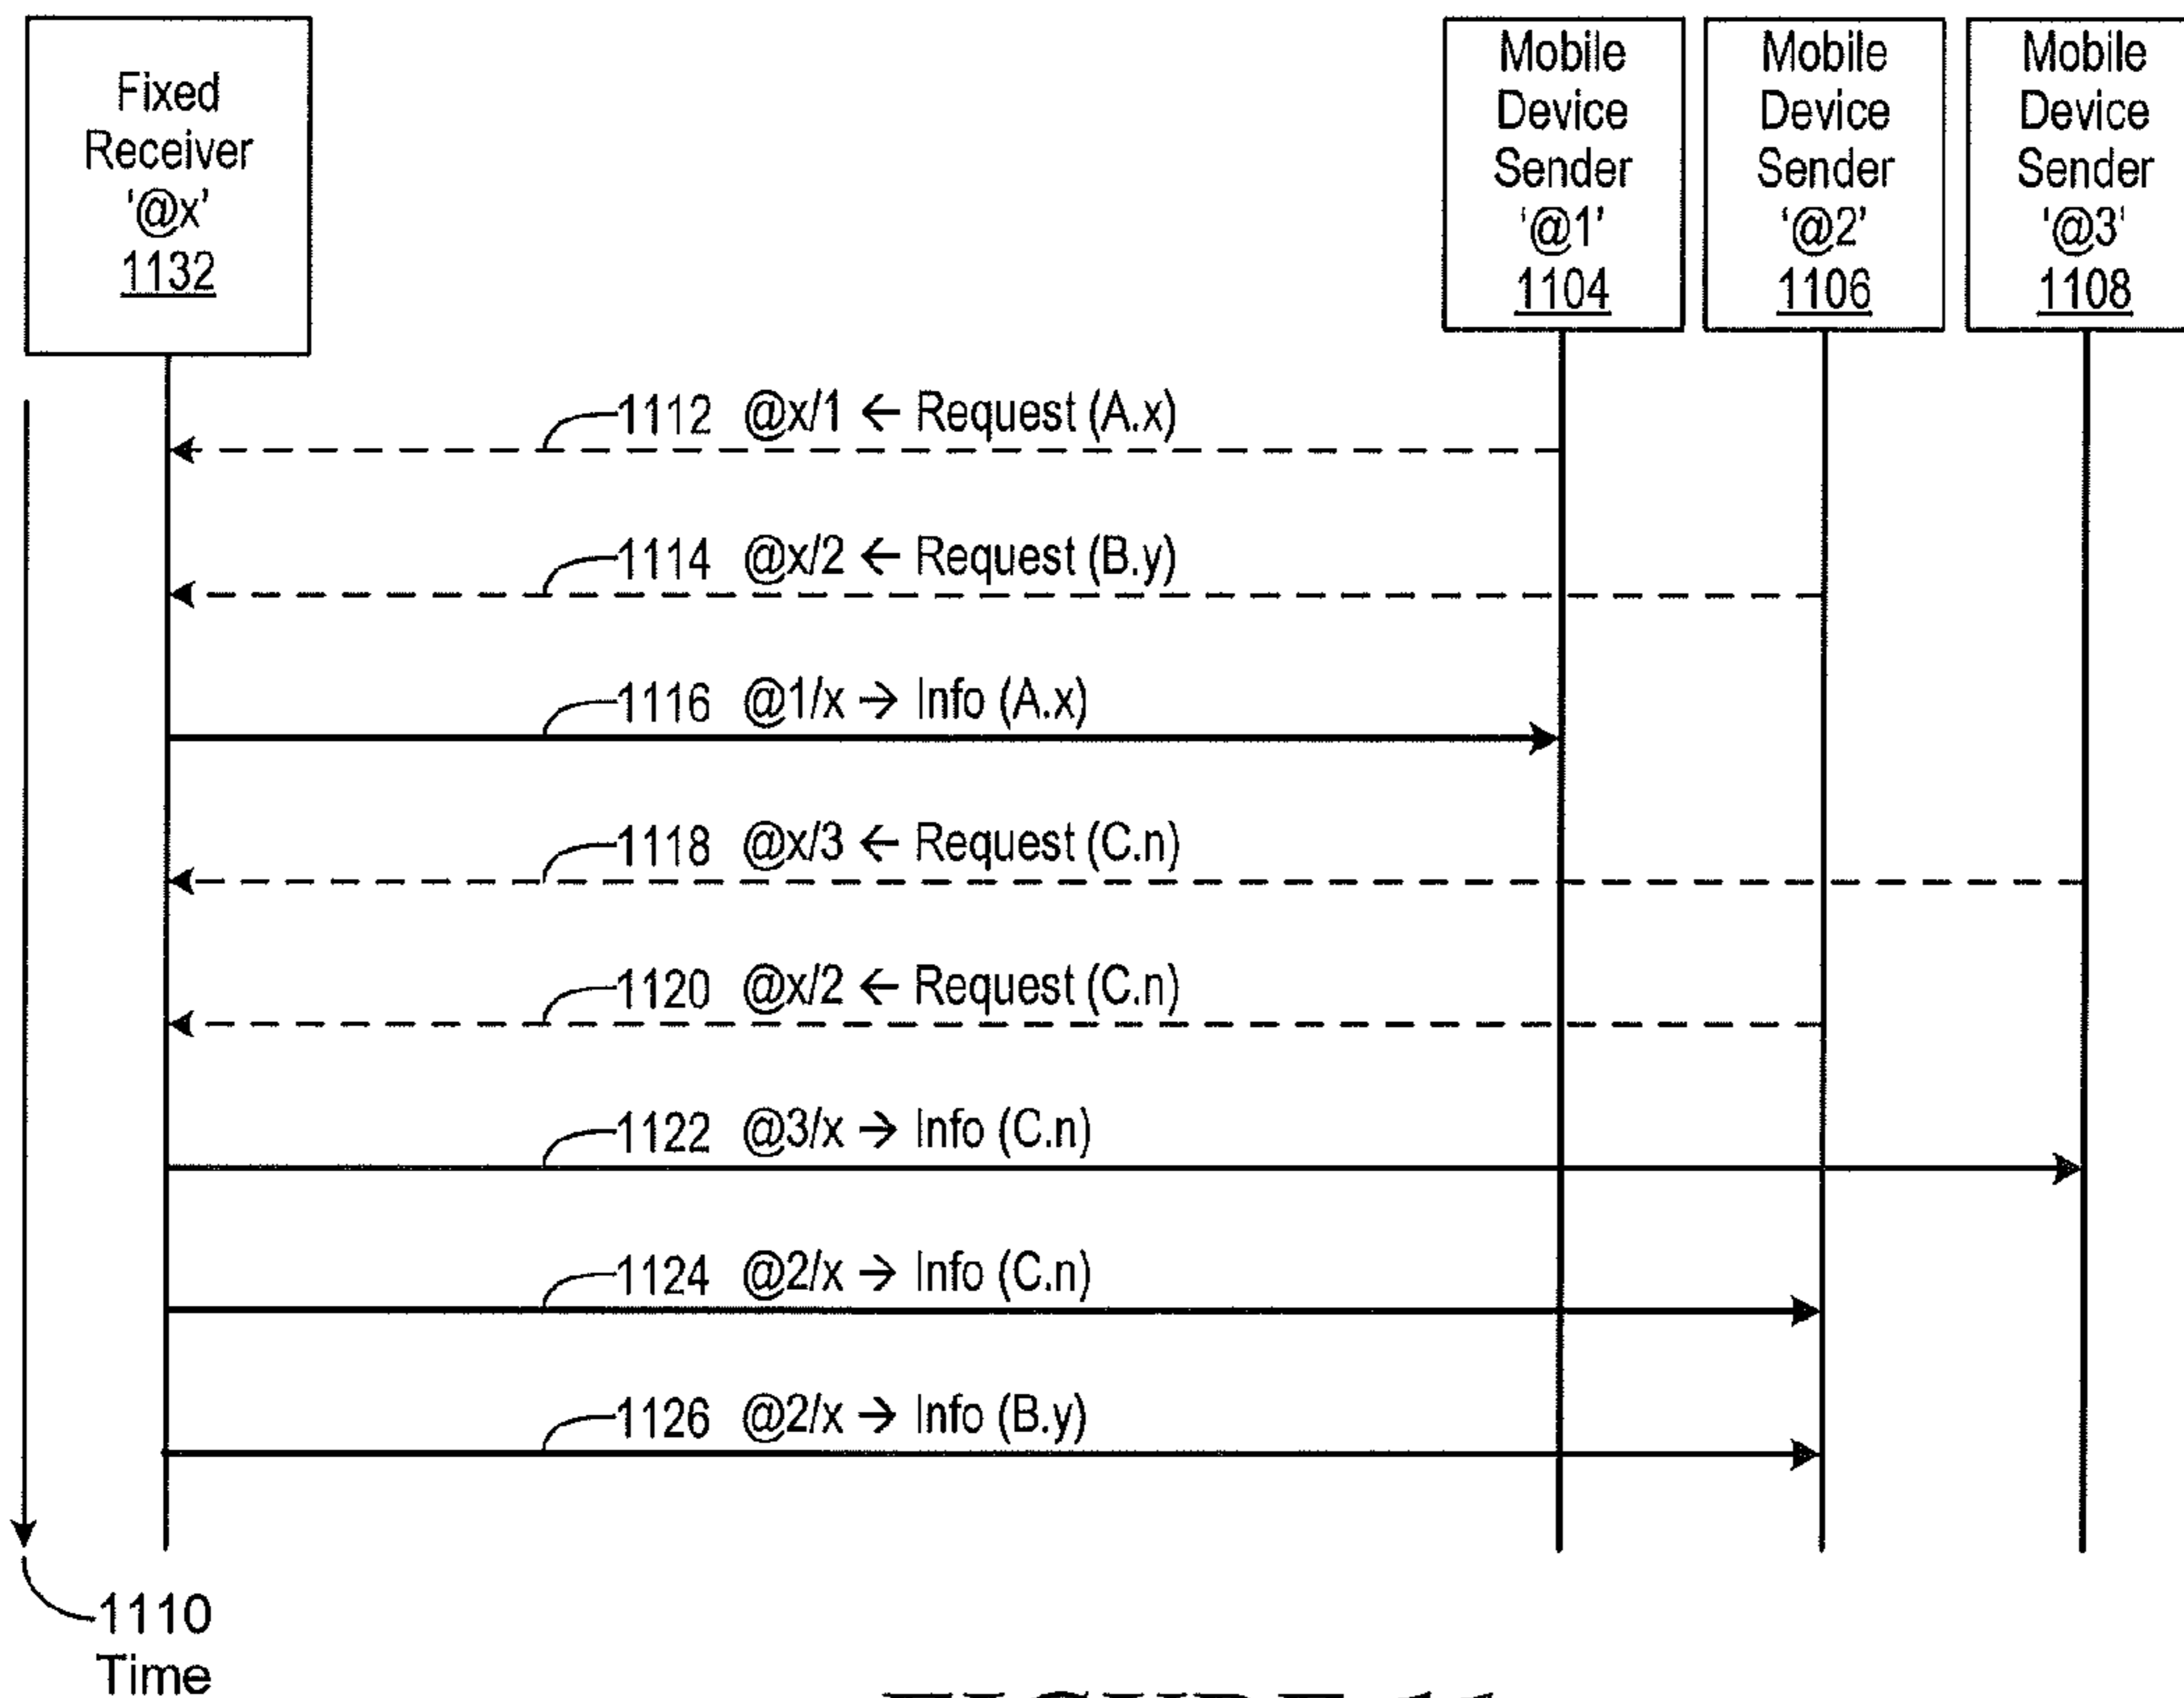 Fixed
Receiver
'@x'
1132
Mobile
Device
Sender
'@1'
1104
Mobile
Device
Sender
'@2'
1106
Mobile
Device
Sender
'@3'
1108
1112 @x/1 ← Request (A.x)
1114 @x/2 ← Request (B.y)
1116 @1/x → Info (A.x)
1118 @x/3 ← Request (C.n)
1120 @x/2 ← Request (C.n)
1122 @3/x → Info (C.n)
1124 @2/x → Info (C.n)
1126 @2/x → Info (B.y)
1110
Time